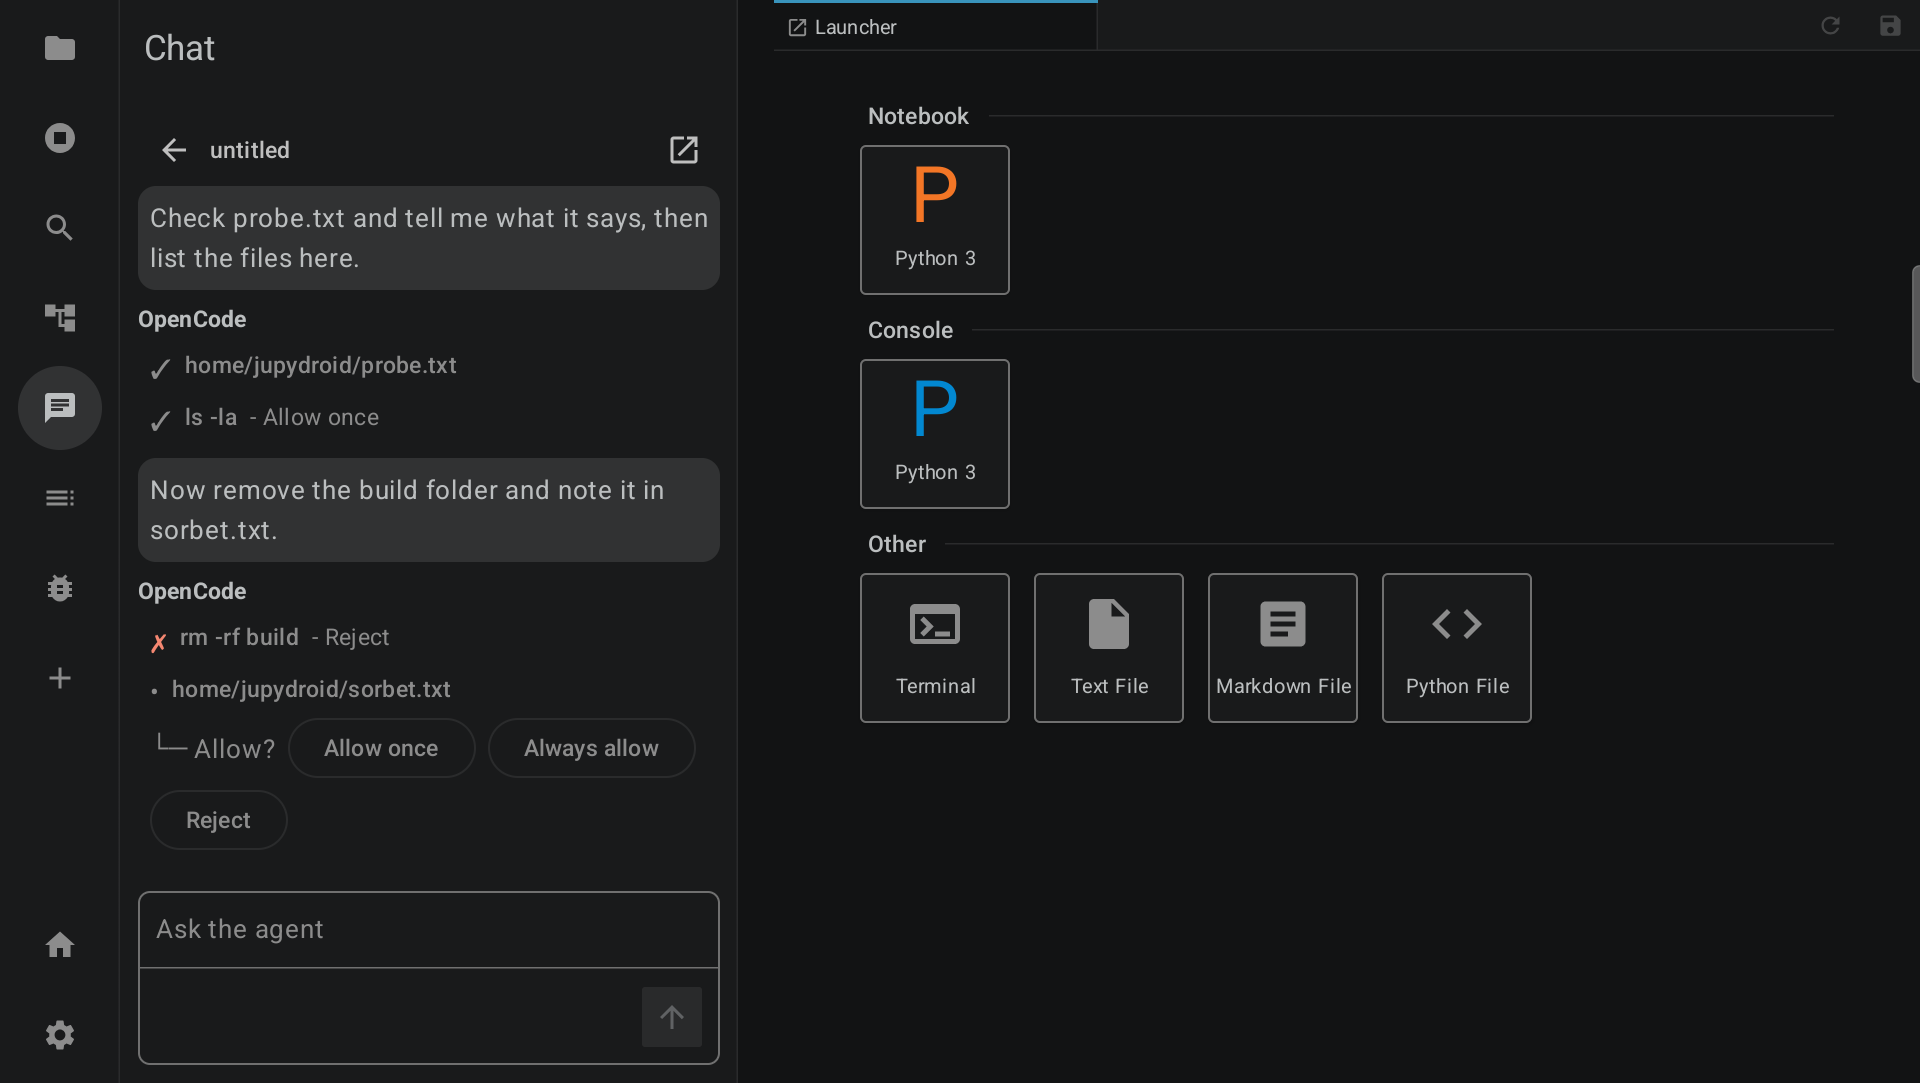 Chat
untitled
Check probe.txt and tell me what it says, then
list the files here.
OpenCode
✓ home/jupydroid/probe.txt
✓ ls -la - Allow once
Now remove the build folder and note it in
sorbet.txt.
OpenCode
✗ rm -rf build - Reject
• home/jupydroid/sorbet.txt
└─ Allow? Allow once Always allow
Reject
Ask the agent
Launcher
Notebook
P
Python 3
Console
P
Python 3
Other
Terminal Text File Markdown File Python File